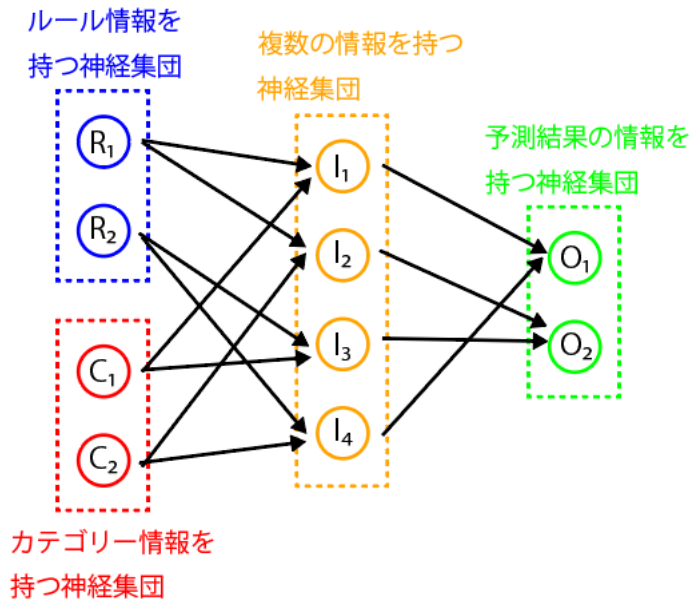 ルール情報を
持つ神経集団
R₁
R₂
カテゴリー情報を
持つ神経集団
C₁
C₂
複数の情報を持つ
神経集団
I₁
I₂
I₃
I₄
予測結果の情報を
持つ神経集団
O₁
O₂